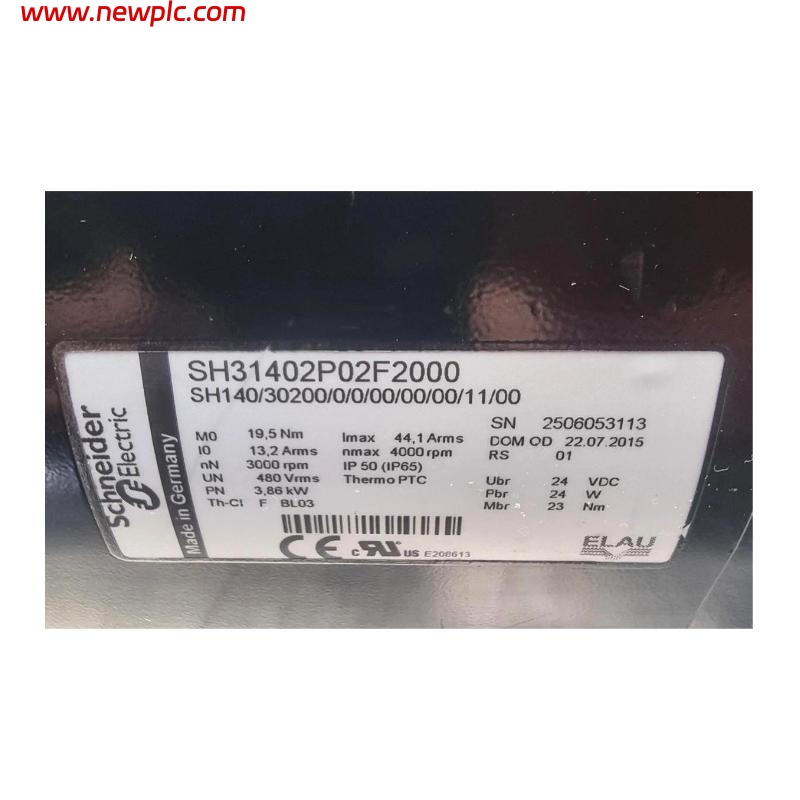 www.newplc.com
Schneider
Electric
Made in Germany
SH31402P02F2000
SH140/30200/0/0/00/00/00/11/00
SN 2506053113
M0 19,5 Nm Imax 44,1 Arms DOM OD 22.07.2015
I0 13,2 Arms nmax 4000 rpm RS 01
nN 3000 rpm IP 50 (IP65)
UN 480 Vrms Thermo PTC Ubr 24 VDC
PN 3,86 kW Pbr 24 W
Th-Cl F BL03 Mbr 23 Nm
CE c RU US E208613
ELAU